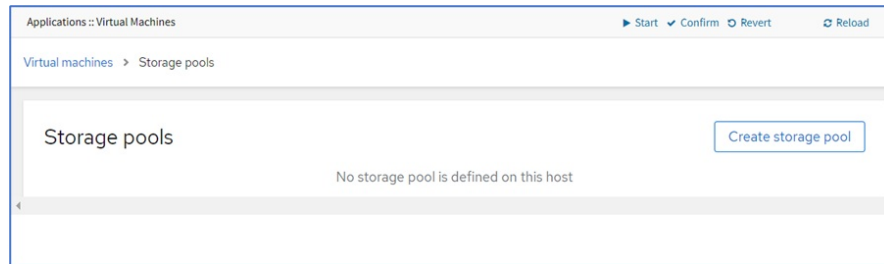 Applications :: Virtual Machines Start Confirm Revert Reload
Virtual machines > Storage pools
Storage pools Create storage pool
No storage pool is defined on this host